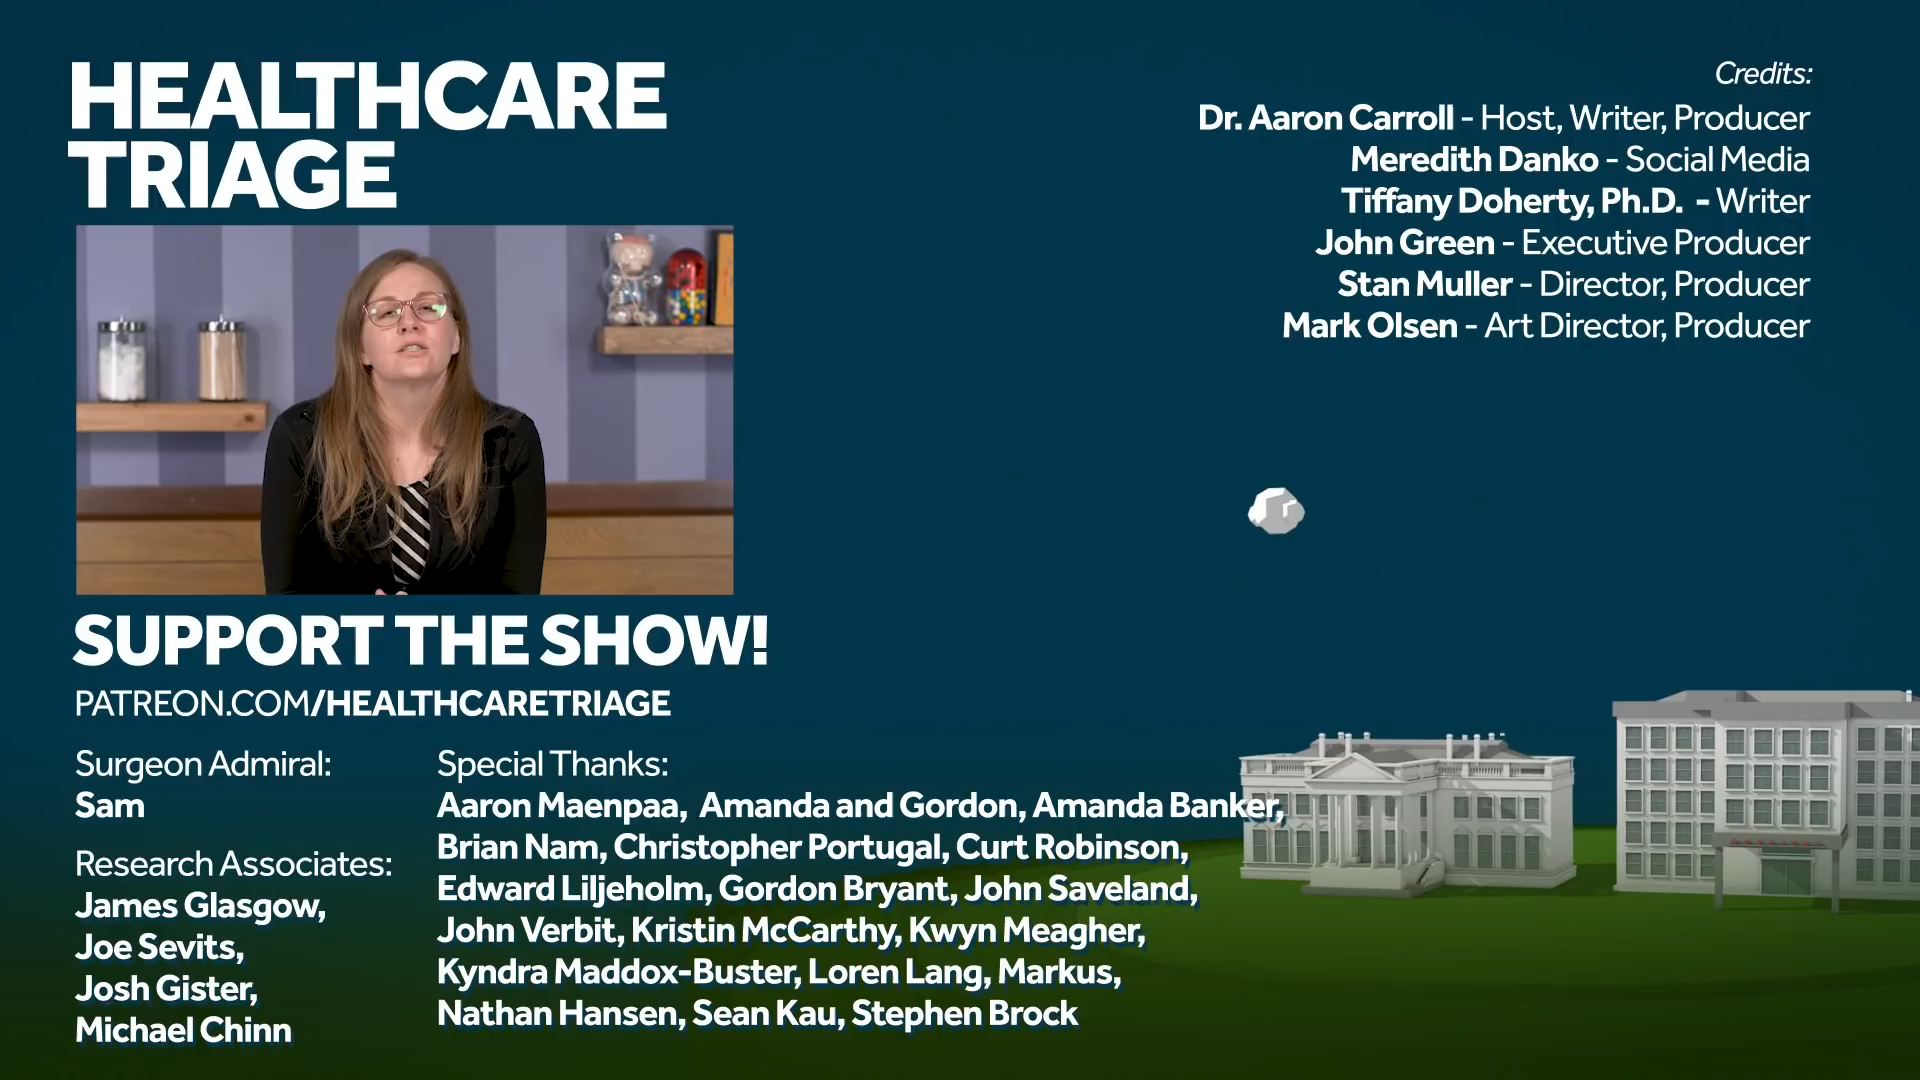 HEALTHCARE
TRIAGE
SUPPORT THE SHOW!
PATREON.COM/HEALTHCARETRIAGE
Surgeon Admiral:
Sam
Research Associates:
James Glasgow,
Joe Sevits,
Josh Gister,
Michael Chinn
Special Thanks:
Aaron Maenpaa, Amanda and Gordon, Amanda Banker,
Brian Nam, Christopher Portugal, Curt Robinson,
Edward Liljeholm, Gordon Bryant, John Saveland,
John Verbit, Kristin McCarthy, Kwyn Meagher,
Kyndra Maddox-Buster, Loren Lang, Markus,
Nathan Hansen, Sean Kau, Stephen Brock
Credits:
Dr. Aaron Carroll - Host, Writer, Producer
Meredith Danko - Social Media
Tiffany Doherty, Ph.D. - Writer
John Green - Executive Producer
Stan Muller - Director, Producer
Mark Olsen - Art Director, Producer